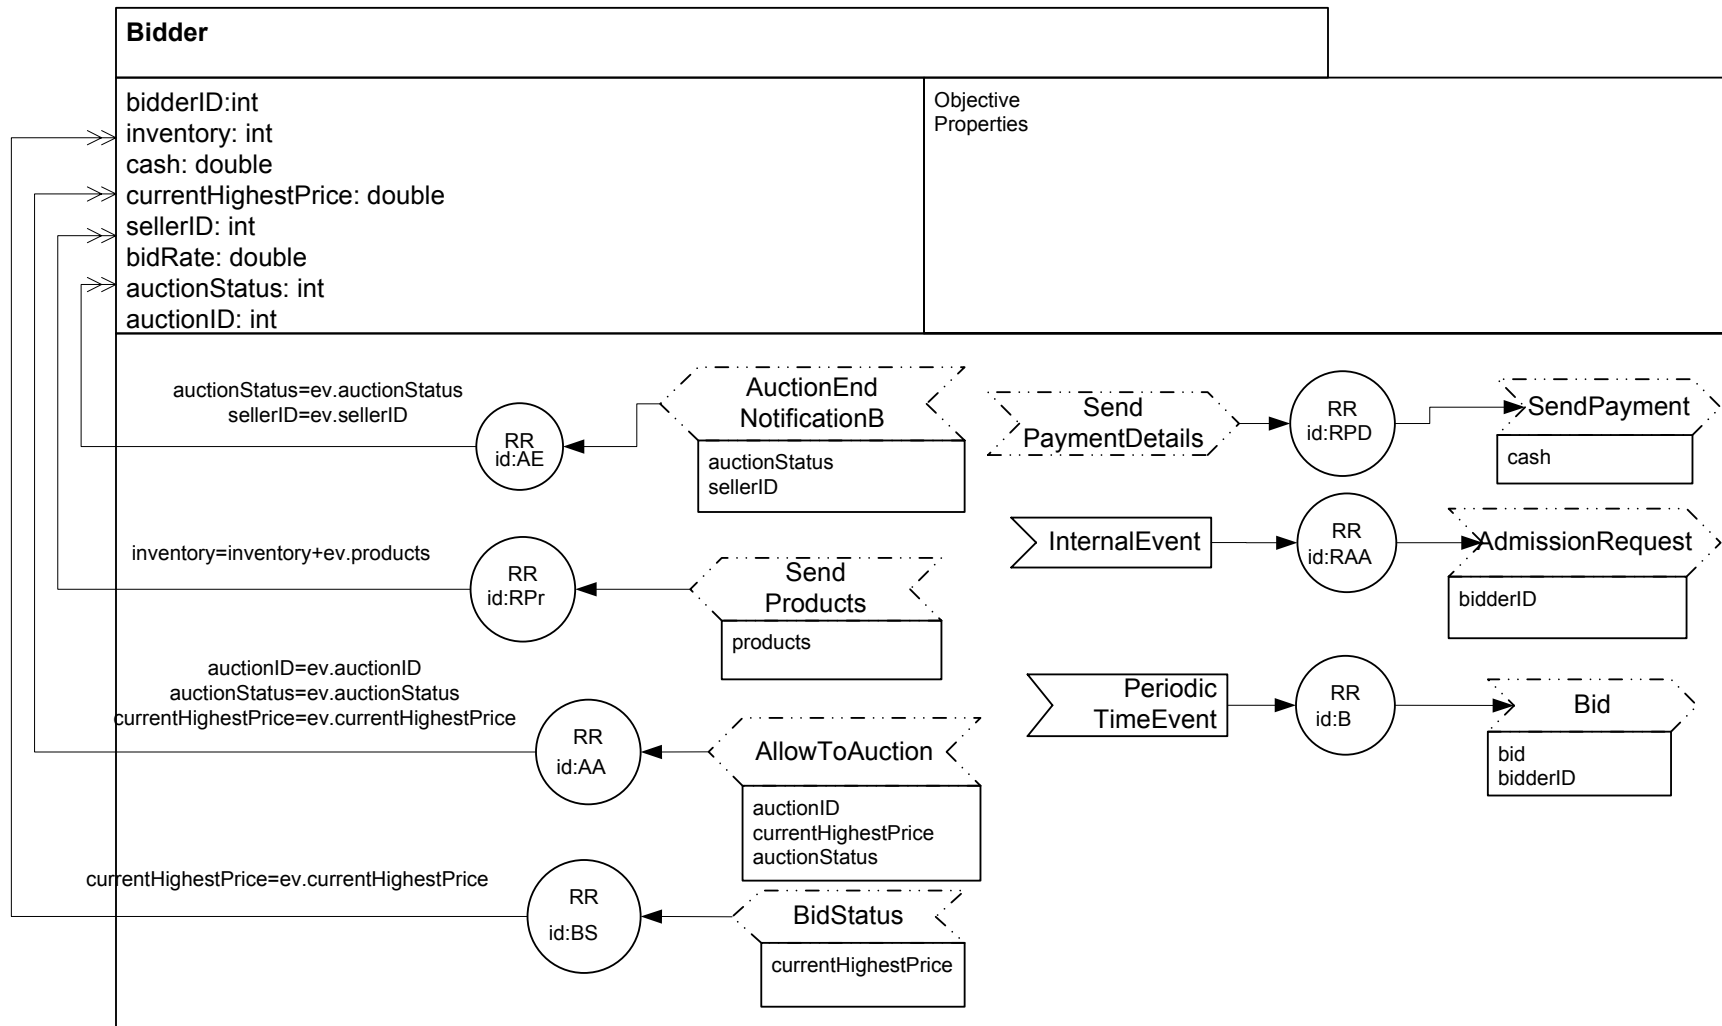 Bidder
bidderID:int
inventory: int
cash: double
currentHighestPrice: double
sellerID: int
bidRate: double
auctionStatus: int
auctionID: int
Objective
Properties
auctionStatus=ev.auctionStatus
sellerID=ev.sellerID
RR
id:AE
AuctionEnd
NotificationB
auctionStatus
sellerID
Send
PaymentDetails
RR
id:RPD
SendPayment
cash
InternalEvent
RR
id:RAA
AdmissionRequest
bidderID
inventory=inventory+ev.products
RR
id:RPr
Send
Products
products
Periodic
TimeEvent
RR
id:B
Bid
bid
bidderID
auctionID=ev.auctionID
auctionStatus=ev.auctionStatus
currentHighestPrice=ev.currentHighestPrice
RR
id:AA
AllowToAuction
auctionID
currentHighestPrice
auctionStatus
currentHighestPrice=ev.currentHighestPrice
RR
id:BS
BidStatus
currentHighestPrice